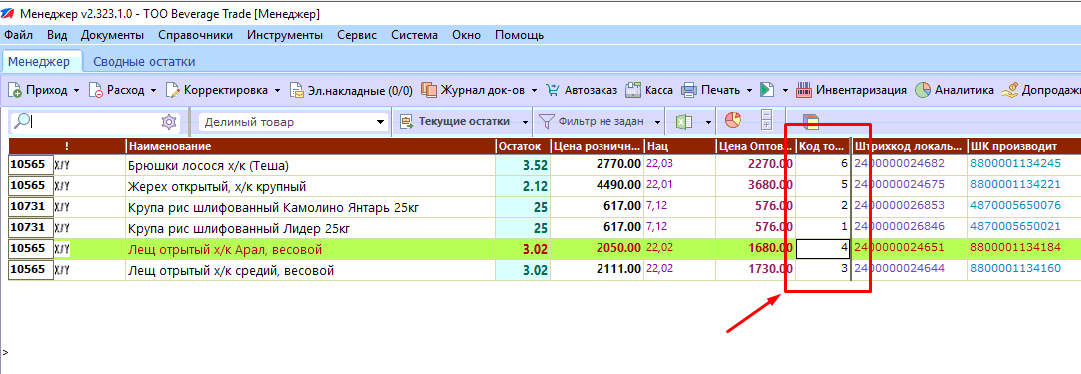 Менеджер v2.323.1.0 - ТОО Beverage Trade [Менеджер]
Файл Вид Документы Справочники Инструменты Сервис Система Окно Помощь
Менеджер Сводные остатки
Приход Расход Корректировка Эл.накладные (0/0) Журнал док-ов Автозаказ Касса Печать Инвентаризация Аналитика Допродажи
Делимый товар Текущие остатки Фильтр не задан
! Наименование Остаток Цена розничн... Нац Цена Оптов... Код то... Штрихкод локаль... ШК производит
10565 Х/Y Брюшки лосося х/к (Теша) 3.52 2770.00 22,03 2270.00 6 2400000024682 8800001134245
10565 Х/Y Жерех открытый, х/к крупный 2.12 4490.00 22,01 3680.00 5 2400000024675 8800001134221
10731 Х/Y Крупа рис шлифованный Камолино Янтарь 25кг 25 617.00 7,12 576.00 2 2400000026853 4870005650076
10731 Х/Y Крупа рис шлифованный Лидер 25кг 25 617.00 7,12 576.00 1 2400000026846 4870005650021
10565 Х/Y Лещ отрытый х/к Арал, весовой 3.02 2050.00 22,02 1680.00 4 2400000024651 8800001134184
10565 Х/Y Лещ отрытый х/к средий, весовой 3.02 2111.00 22,02 1730.00 3 2400000024644 8800001134160
>